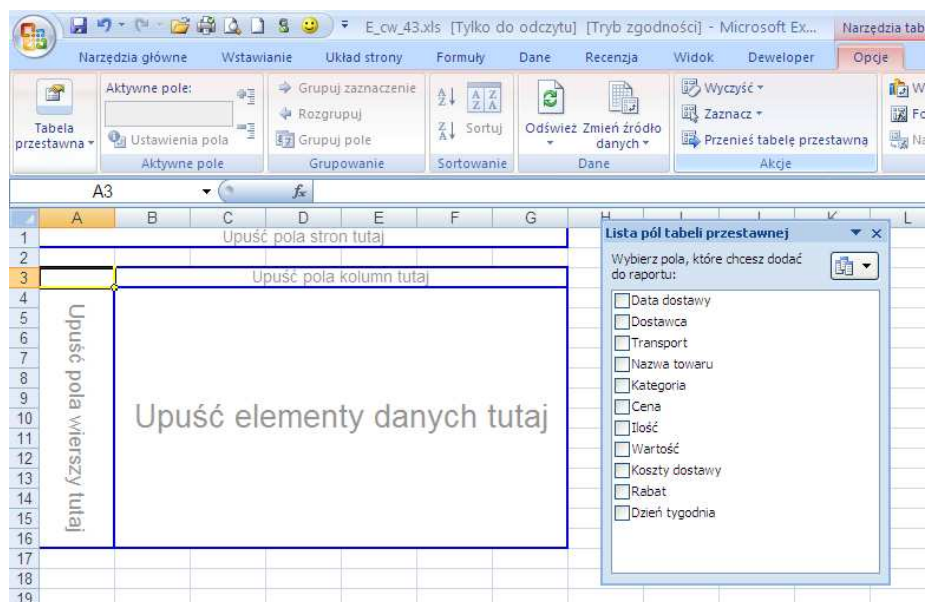 E_cw_43.xls [Tylko do odczytu] [Tryb zgodności] - Microsoft Ex... Narzędzia tab
Narzędzia główne Wstawianie Układ strony Formuły Dane Recenzja Widok Deweloper Opcje
Tabela przestawna
Aktywne pole:
Ustawienia pola
Aktywne pole
Grupuj zaznaczenie
Rozgrupuj
Grupuj pole
Grupowanie
Sortuj
Sortowanie
Odśwież
Zmień źródło danych
Dane
Wyczyść
Zaznacz
Przenieś tabelę przestawną
Akcje
A3 fx
A B C D E F G H I J K L
1 Upuść pola stron tutaj
2
3 Upuść pola kolumn tutaj
4
5
6
7
8
9
10
11
12
13
14
15
16
17
18
19
Upuść pola wierszy tutaj
Upuść elementy danych tutaj
Lista pól tabeli przestawnej
Wybierz pola, które chcesz dodać
do raportu:
Data dostawy
Dostawca
Transport
Nazwa towaru
Kategoria
Cena
Ilość
Wartość
Koszty dostawy
Rabat
Dzień tygodnia